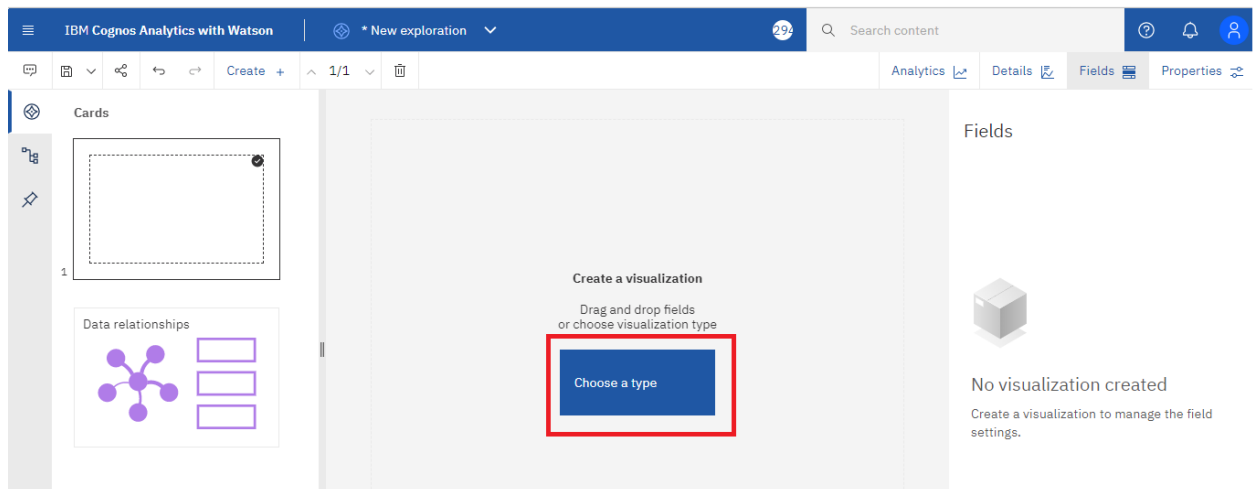 IBM Cognos Analytics with Watson
* New exploration
294
Search content
Create +
1/1
Analytics
Details
Fields
Properties
Cards
1
Data relationships
Create a visualization
Drag and drop fields
or choose visualization type
Choose a type
Fields
No visualization created
Create a visualization to manage the field
settings.